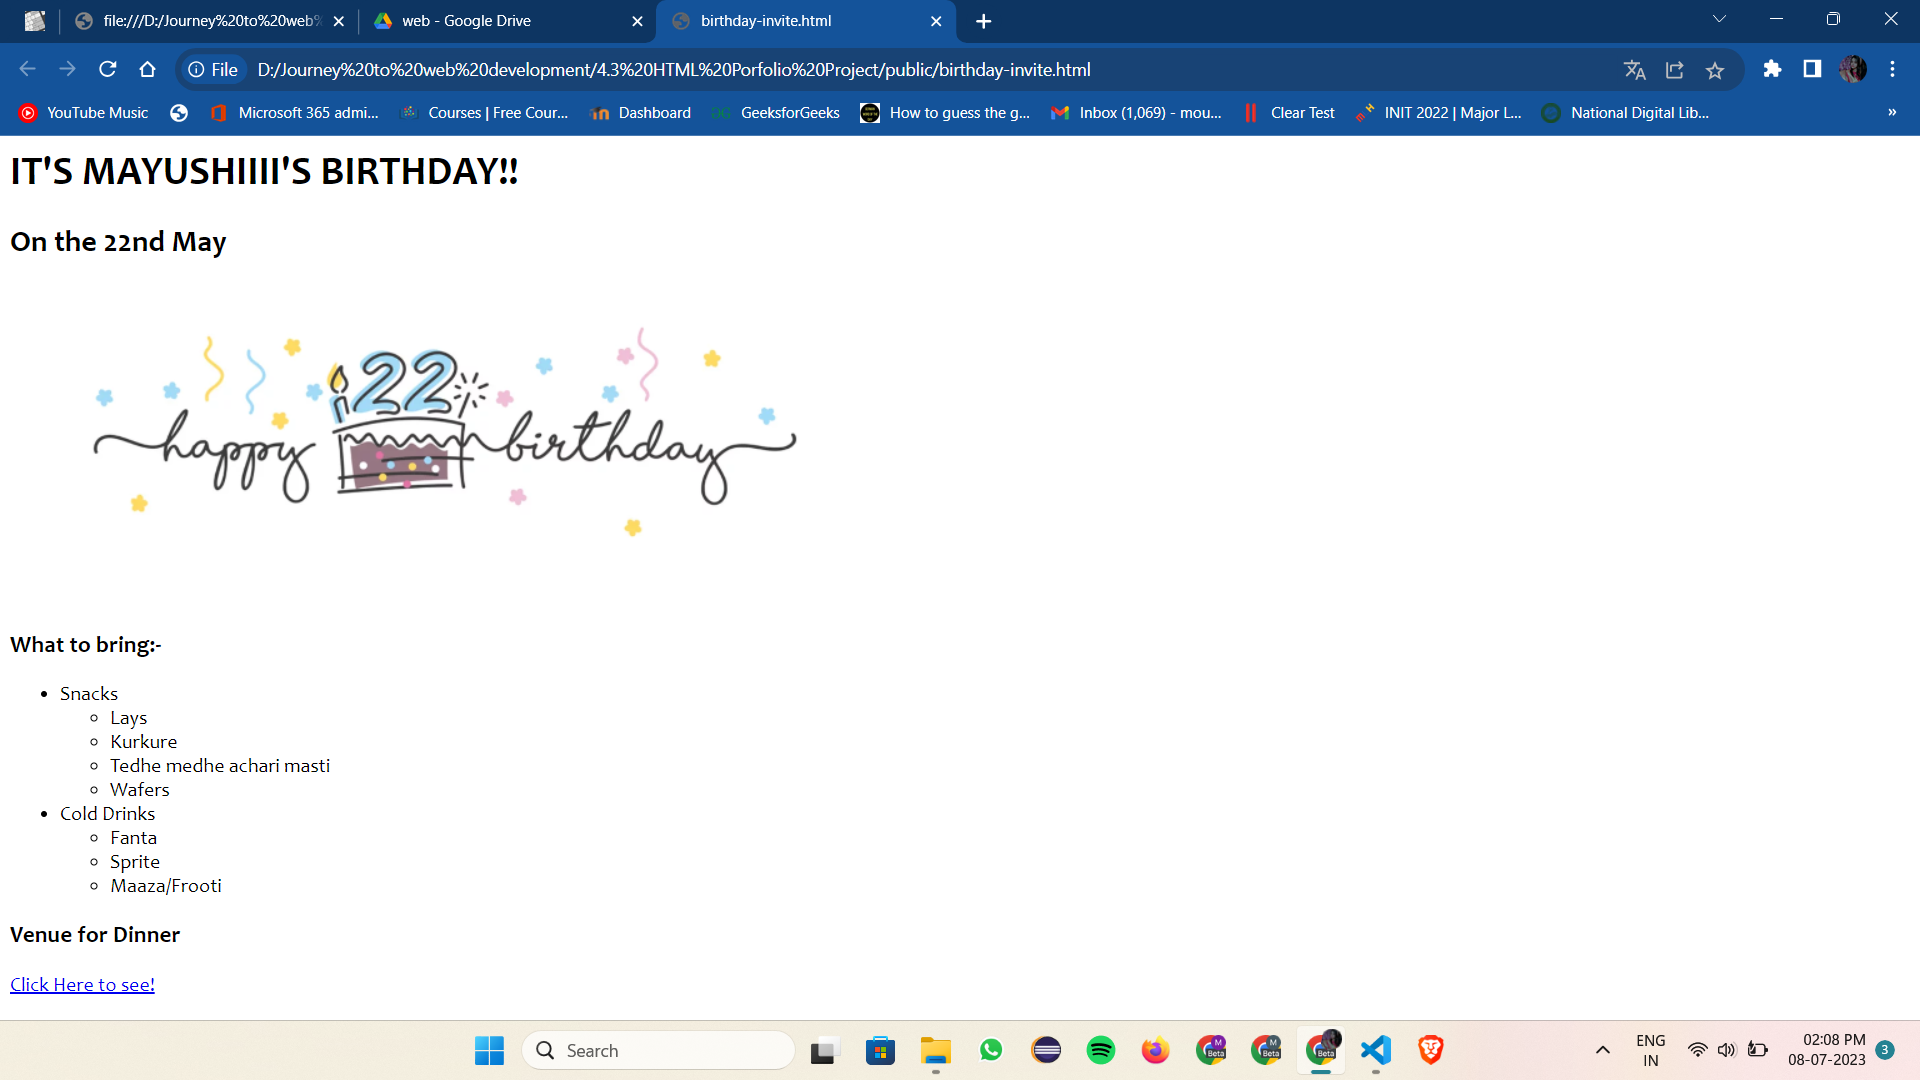 file:///D:/Journey%20to%20web%
web - Google Drive
birthday-invite.html
File
D:/Journey%20to%20web%20development/4.3%20HTML%20Porfolio%20Project/public/birthday-invite.html
YouTube Music
Microsoft 365 admi...
Courses | Free Cour...
Dashboard
GeeksforGeeks
How to guess the g...
Inbox (1,069) - mou...
Clear Test
INIT 2022 | Major L...
National Digital Lib...
»
IT'S MAYUSHIIII'S BIRTHDAY!!
On the 22nd May
22
happy birthday
What to bring:-
• Snacks
◦ Lays
◦ Kurkure
◦ Tedhe medhe achari masti
◦ Wafers
• Cold Drinks
◦ Fanta
◦ Sprite
◦ Maaza/Frooti
Venue for Dinner
Click Here to see!
Search
M
Beta
M
Beta
Beta
ENG
IN
02:08 PM
08-07-2023
3